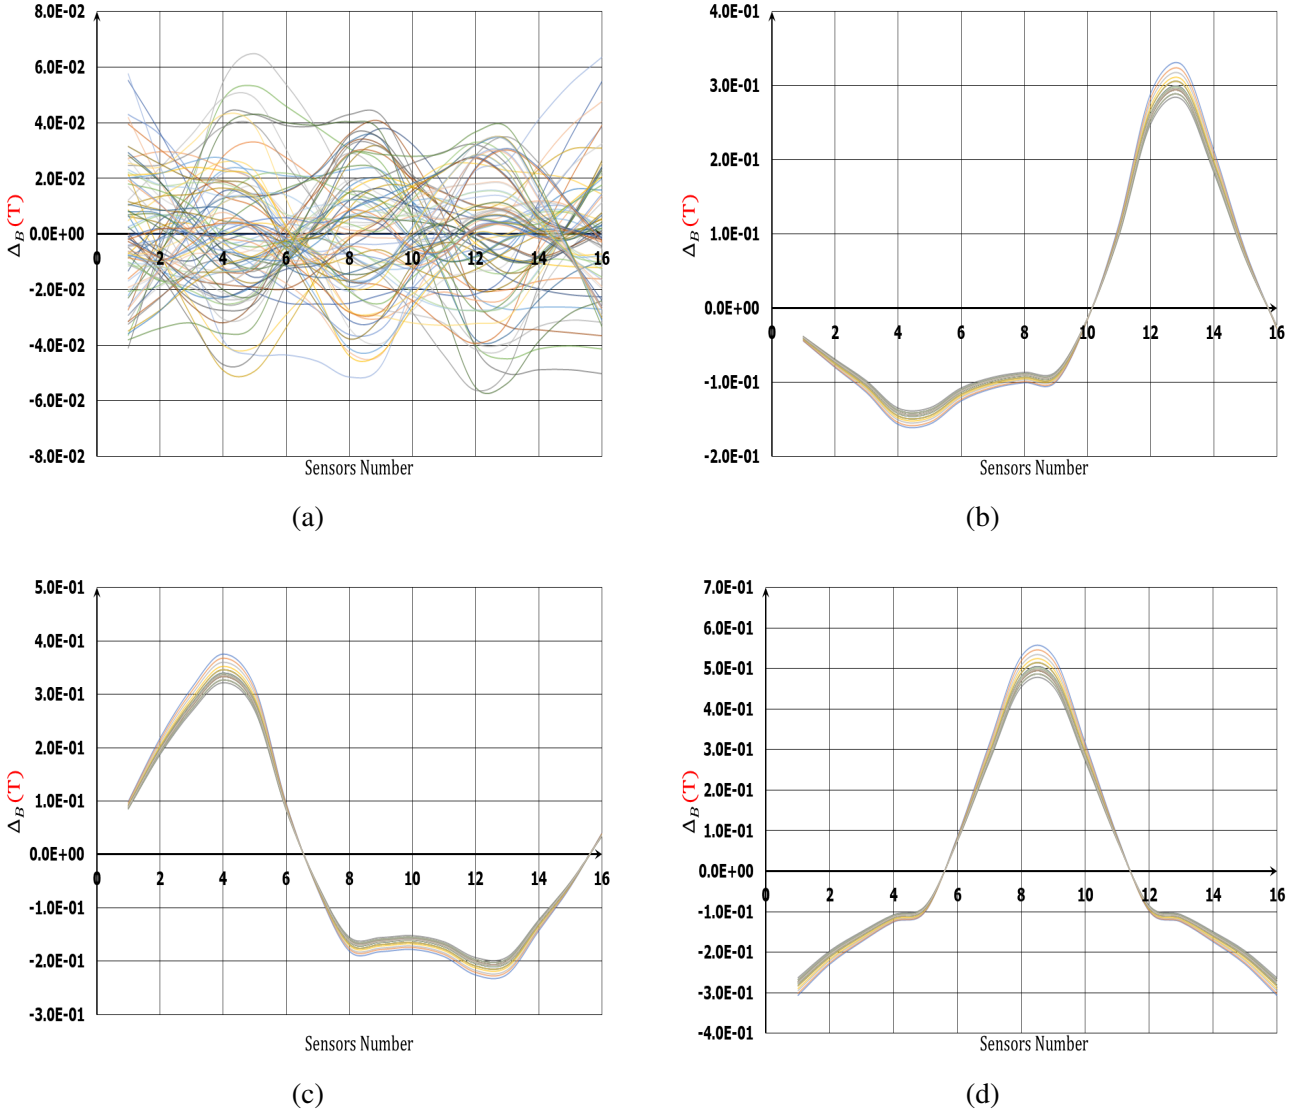 8.0E-02
6.0E-02
4.0E-02
2.0E-02
0.0E+00
-2.0E-02
-4.0E-02
-6.0E-02
-8.0E-02
0 2 4 6 8 10 12 14 16
Δ_B (T)
Sensors Number
(a)
4.0E-01
3.0E-01
2.0E-01
1.0E-01
0.0E+00
-1.0E-01
-2.0E-01
0 2 4 6 8 10 12 14 16
Δ_B (T)
Sensors Number
(b)
5.0E-01
4.0E-01
3.0E-01
2.0E-01
1.0E-01
0.0E+00
-1.0E-01
-2.0E-01
-3.0E-01
0 2 4 6 8 10 12 14 16
Δ_B (T)
Sensors Number
(c)
7.0E-01
6.0E-01
5.0E-01
4.0E-01
3.0E-01
2.0E-01
1.0E-01
0.0E+00
-1.0E-01
-2.0E-01
-3.0E-01
-4.0E-01
0 2 4 6 8 10 12 14 16
Δ_B (T)
Sensors Number
(d)